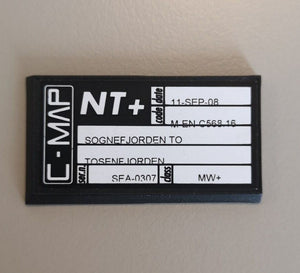 C-MAP
NT+
date 11-SEP-08
code M-EN-C568.16
SOGNEFJORDEN TO
TOSENFJORDEN
ser.n. SEA-0307 class MW+